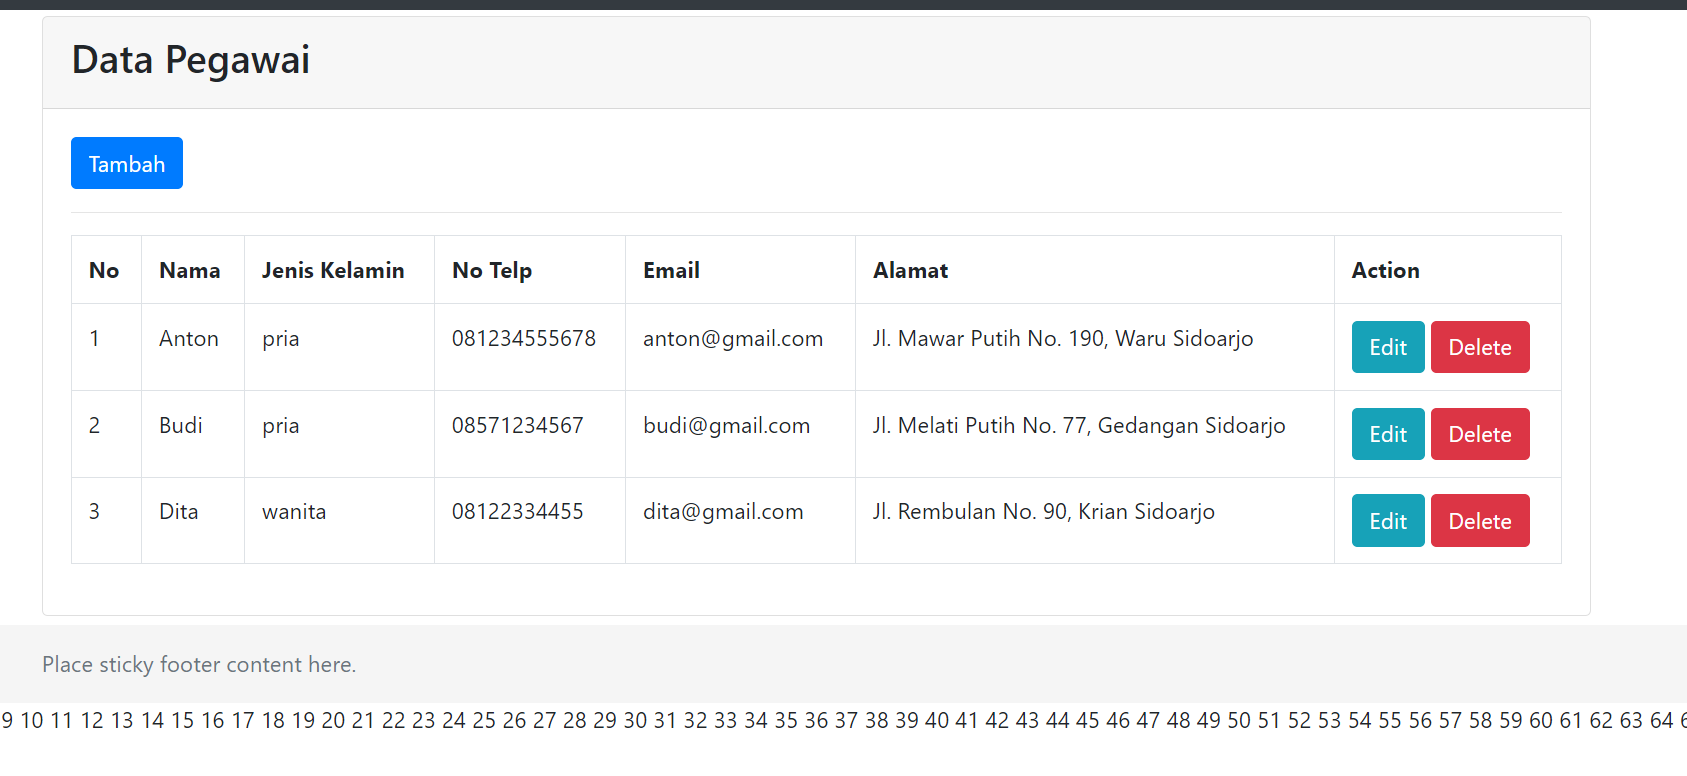 Data Pegawai
Tambah
No Nama Jenis Kelamin No Telp Email Alamat Action
1 Anton pria 081234555678 anton@gmail.com Jl. Mawar Putih No. 190, Waru Sidoarjo Edit Delete
2 Budi pria 08571234567 budi@gmail.com Jl. Melati Putih No. 77, Gedangan Sidoarjo Edit Delete
3 Dita wanita 08122334455 dita@gmail.com Jl. Rembulan No. 90, Krian Sidoarjo Edit Delete
Place sticky footer content here.
9 10 11 12 13 14 15 16 17 18 19 20 21 22 23 24 25 26 27 28 29 30 31 32 33 34 35 36 37 38 39 40 41 42 43 44 45 46 47 48 49 50 51 52 53 54 55 56 57 58 59 60 61 62 63 64